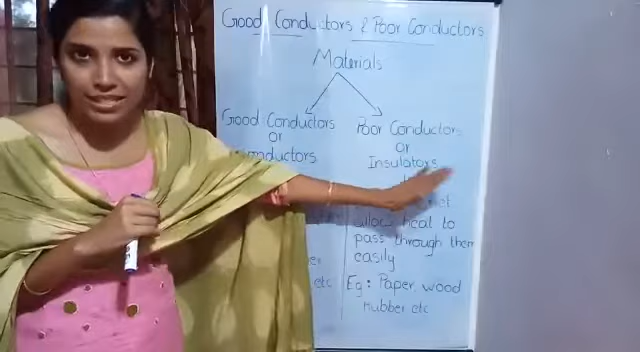 Good Conductors & Poor Conductors
Materials
Good Conductors
or
Conductors
Poor Conductors
or
Insulators
allow heat to
pass through them
easily
etc
Eg: Paper, wood
Rubber etc